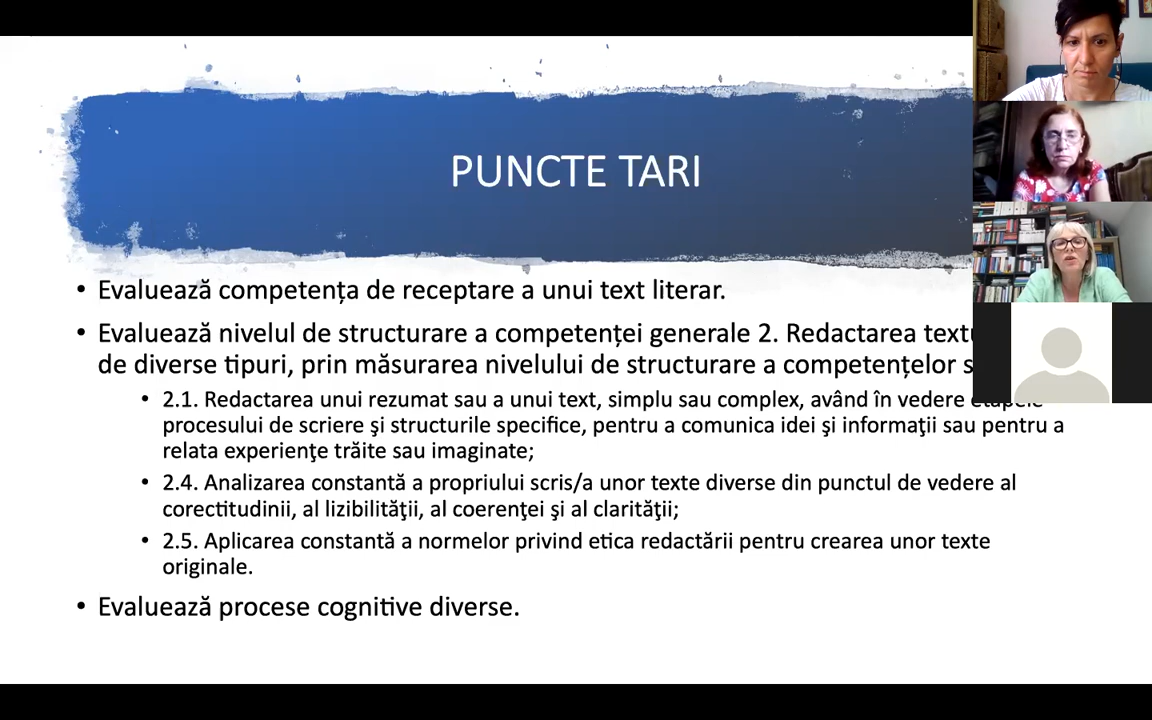 PUNCTE TARI
• Evaluează competența de receptare a unui text literar.
• Evaluează nivelul de structurare a competenței generale 2. Redactarea
de diverse tipuri, prin măsurarea nivelului de structurare a competențelor
• 2.1. Redactarea unui rezumat sau a unui text, simplu sau complex, având în vedere etapele
procesului de scriere şi structurile specifice, pentru a comunica idei şi informaţii sau pentru a
relata experienţe trăite sau imaginate;
• 2.4. Analizarea constantă a propriului scris/a unor texte diverse din punctul de vedere al
corectitudinii, al lizibilităţii, al coerenţei şi al clarităţii;
• 2.5. Aplicarea constantă a normelor privind etica redactării pentru crearea unor texte
originale.
• Evaluează procese cognitive diverse.